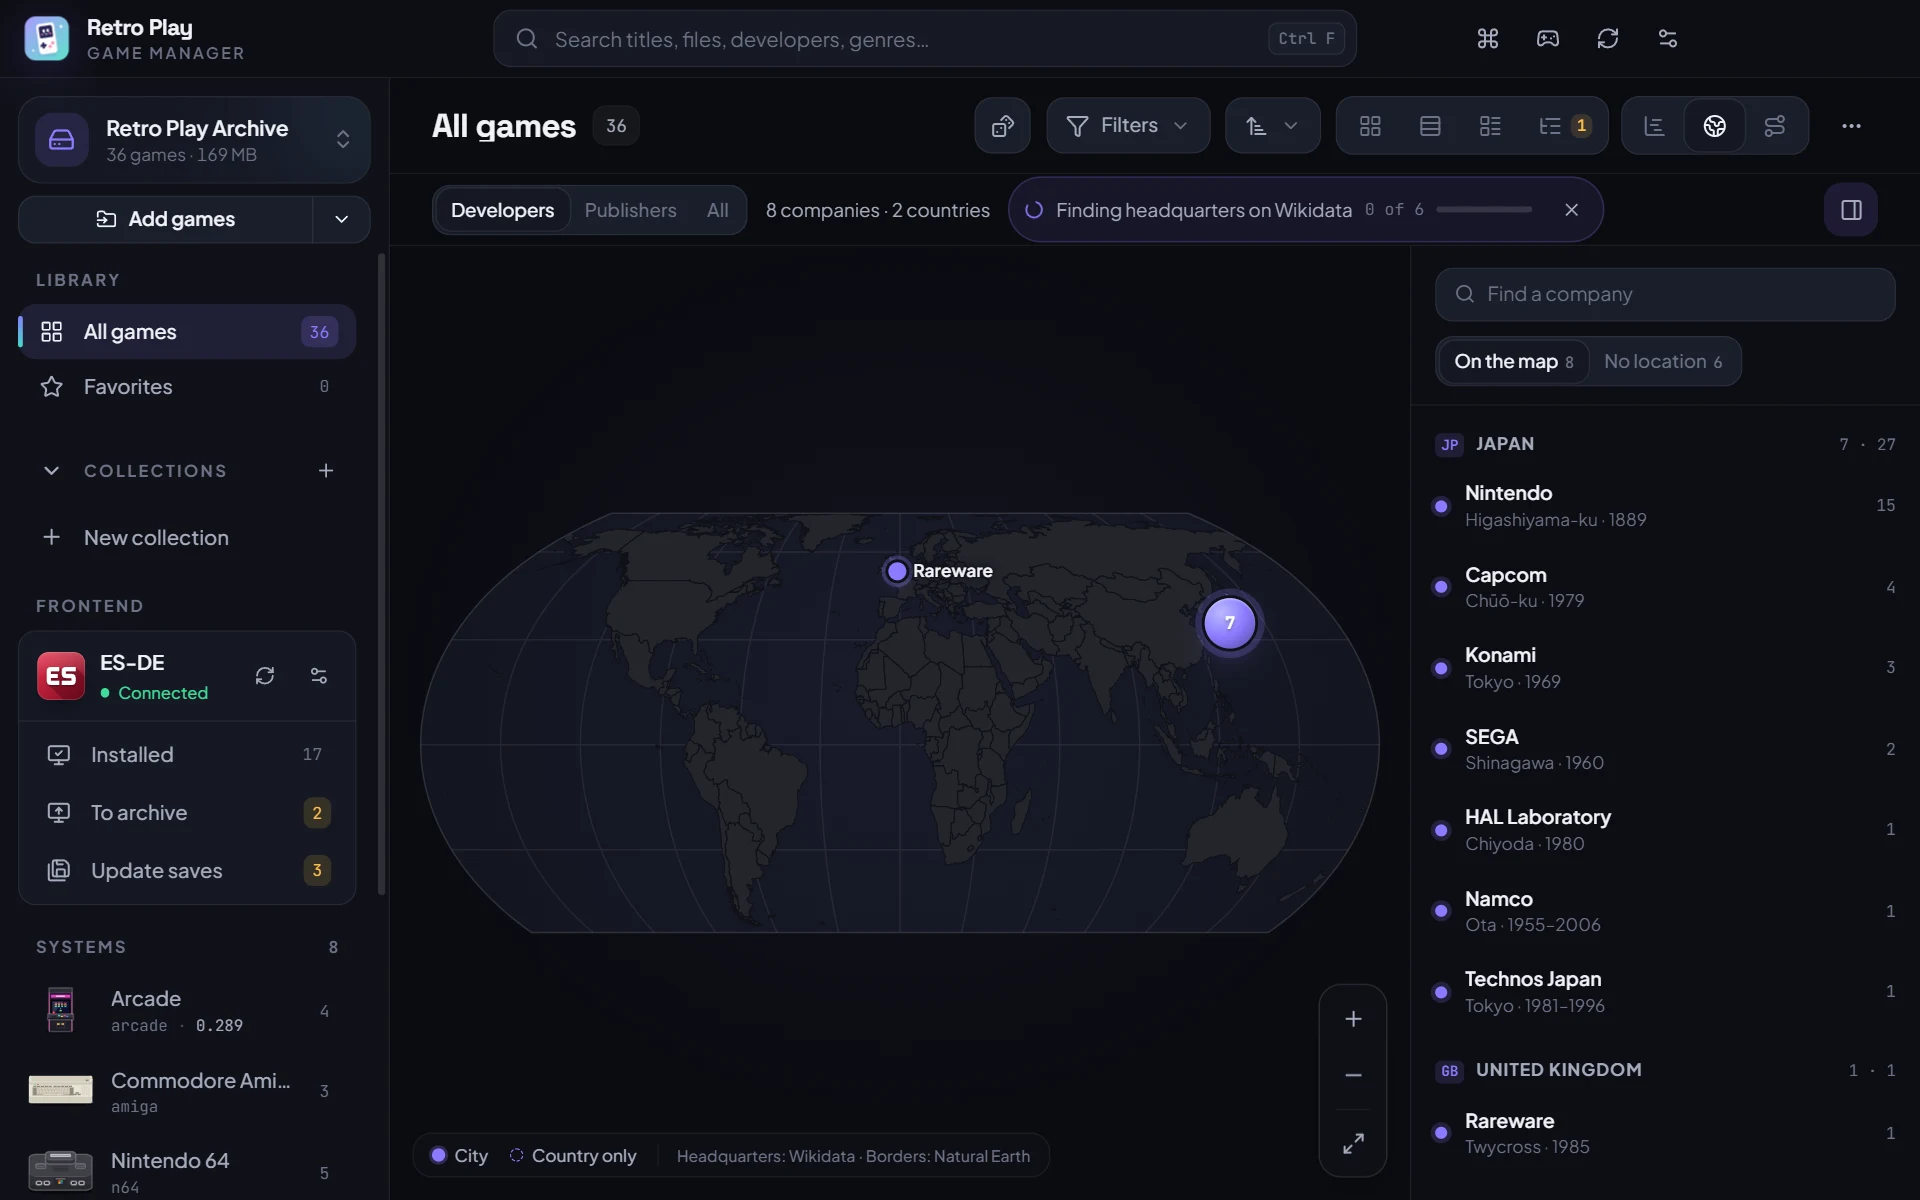 Retro Play
GAME MANAGER
Search titles, files, developers, genres...
Ctrl F
Retro Play Archive
36 games · 169 MB
Add games
LIBRARY
All games
36
Favorites
0
COLLECTIONS
New collection
FRONTEND
ES
ES-DE
Connected
Installed
17
To archive
2
Update saves
3
SYSTEMS
8
Arcade
arcade · 0.289
4
Commodore Ami...
amiga
3
Nintendo 64
n64
5
All games
36
Filters
1
Developers
Publishers
All
8 companies · 2 countries
Finding headquarters on Wikidata
0 of 6
Rareware
7
City
Country only
Headquarters: Wikidata · Borders: Natural Earth
Find a company
On the map 8
No location 6
JP JAPAN
7 · 27
Nintendo
Higashiyama-ku · 1889
15
Capcom
Chūō-ku · 1979
4
Konami
Tokyo · 1969
3
SEGA
Shinagawa · 1960
2
HAL Laboratory
Chiyoda · 1980
1
Namco
Ota · 1955–2006
1
Technos Japan
Tokyo · 1981–1996
1
GB UNITED KINGDOM
1 · 1
Rareware
Twycross · 1985
1